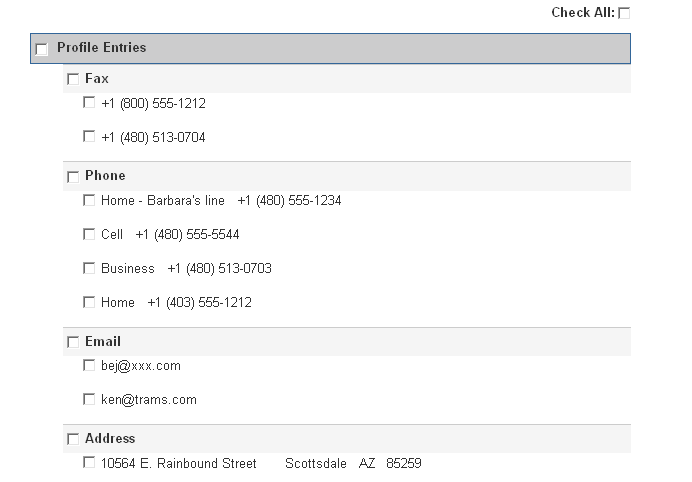 Check All:
Profile Entries
Fax
+1 (800) 555-1212
+1 (480) 513-0704
Phone
Home - Barbara's line +1 (480) 555-1234
Cell +1 (480) 555-5544
Business +1 (480) 513-0703
Home +1 (403) 555-1212
Email
bej@xxx.com
ken@trams.com
Address
10564 E. Rainbound Street Scottsdale AZ 85259